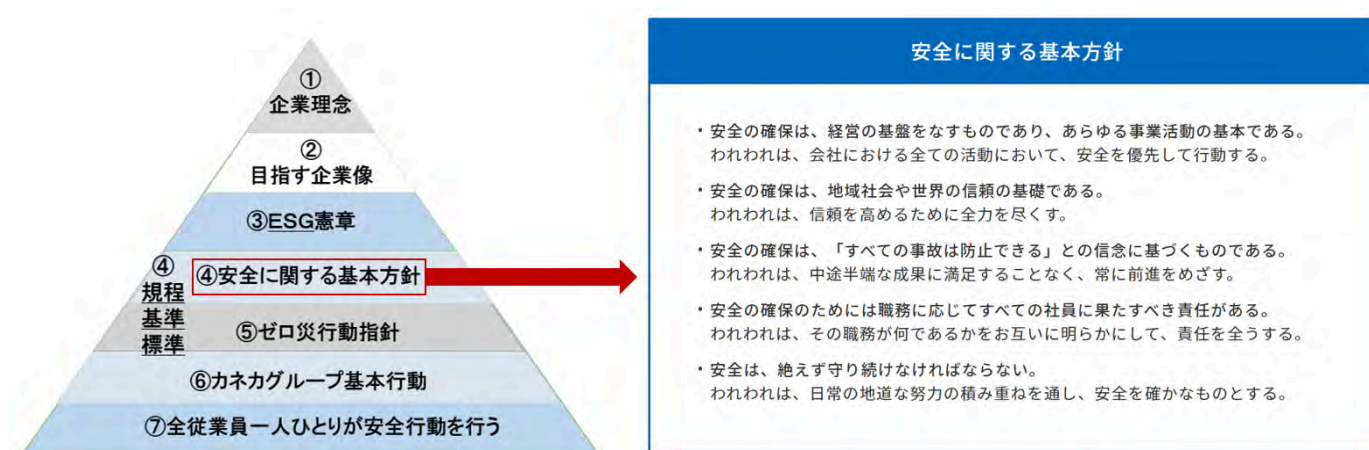 ①
企業理念
②
目指す企業像
③ESG憲章
④
規程
基準
標準
④安全に関する基本方針
⑤ゼロ災行動指針
⑥カネカグループ基本行動
⑦全従業員一人ひとりが安全行動を行う
安全に関する基本方針
・安全の確保は、経営の基盤をなすものであり、あらゆる事業活動の基本である。
われわれは、会社における全ての活動において、安全を優先して行動する。
・安全の確保は、地域社会や世界の信頼の基礎である。
われわれは、信頼を高めるために全力を尽くす。
・安全の確保は、「すべての事故は防止できる」との信念に基づくものである。
われわれは、中途半端な成果に満足することなく、常に前進をめざす。
・安全の確保のためには職務に応じてすべての社員に果たすべき責任がある。
われわれは、その職務が何であるかをお互いに明らかにして、責任を全うする。
・安全は、絶えず守り続けなければならない。
われわれは、日常の地道な努力の積み重ねを通し、安全を確かなものとする。